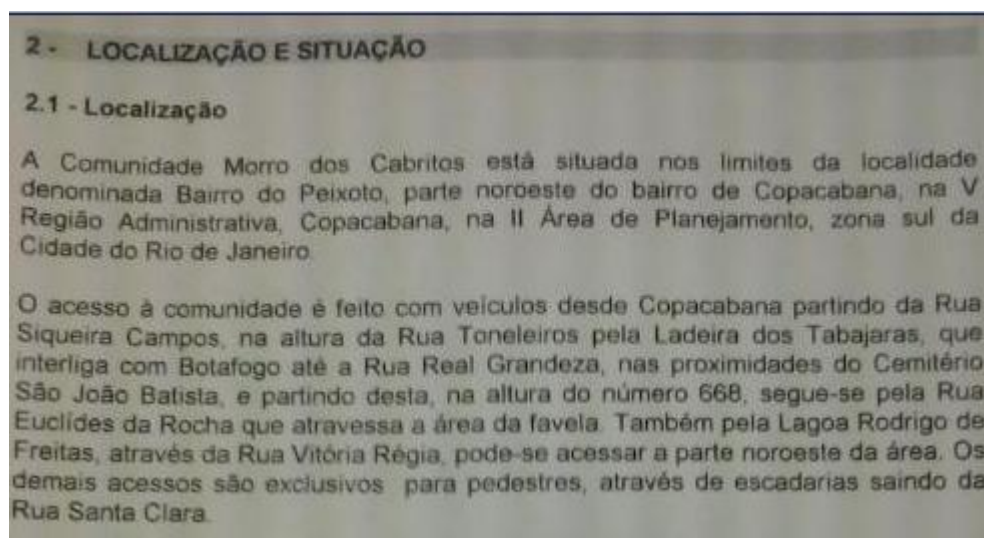 2 - LOCALIZAÇÃO E SITUAÇÃO
2.1 - Localização
A Comunidade Morro dos Cabritos está situada nos limites da localidade
denominada Bairro do Peixoto, parte noroeste do bairro de Copacabana, na V
Região Administrativa, Copacabana, na II Área de Planejamento, zona sul da
Cidade do Rio de Janeiro.
O acesso à comunidade é feito com veículos desde Copacabana partindo da Rua
Siqueira Campos, na altura da Rua Toneleiros pela Ladeira dos Tabajaras, que
interliga com Botafogo até a Rua Real Grandeza, nas proximidades do Cemitério
São João Batista, e partindo desta, na altura do número 668, segue-se pela Rua
Euclídes da Rocha que atravessa a área da favela. Também pela Lagoa Rodrigo de
Freitas, através da Rua Vitória Régia, pode-se acessar a parte noroeste da área. Os
demais acessos são exclusivos para pedestres, através de escadarias saindo da
Rua Santa Clara.